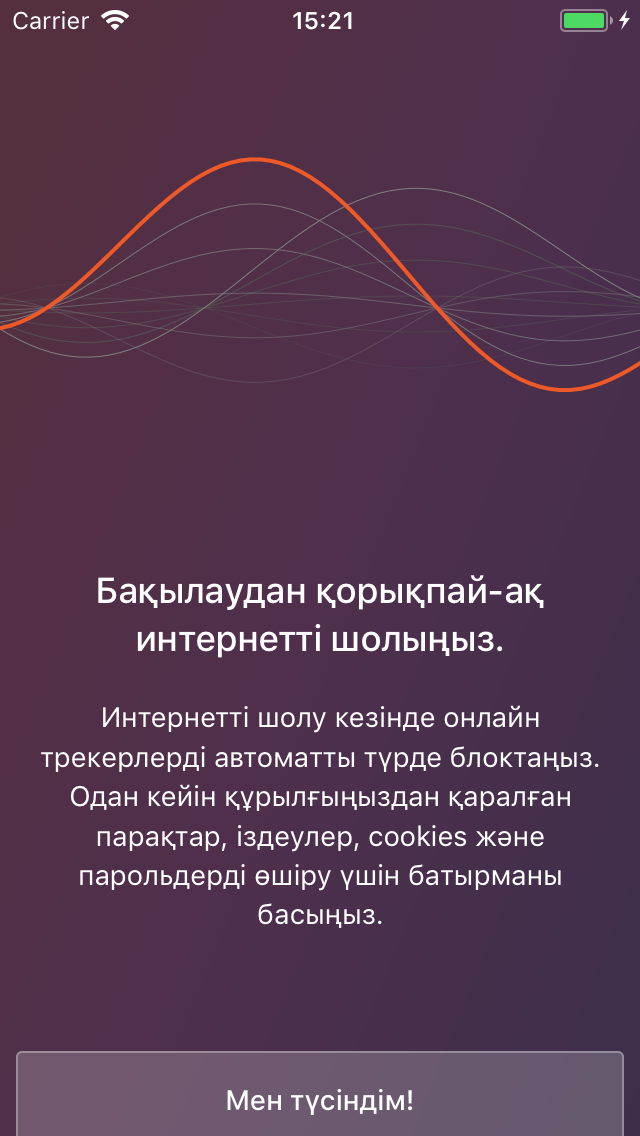 Carrier 15:21
Бақылаудан қорықпай-ақ
интернетті шолыңыз.
Интернетті шолу кезінде онлайн
трекерлерді автоматты түрде блоктаңыз.
Одан кейін құрылғыңыздан қаралған
парақтар, іздеулер, cookies және
парольдерді өшіру үшін батырманы
басыңыз.
Мен түсіндім!